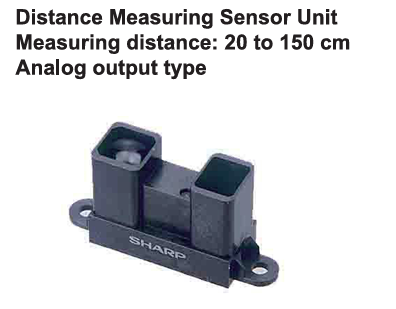 Distance Measuring Sensor Unit
Measuring distance: 20 to 150 cm
Analog output type
SHARP